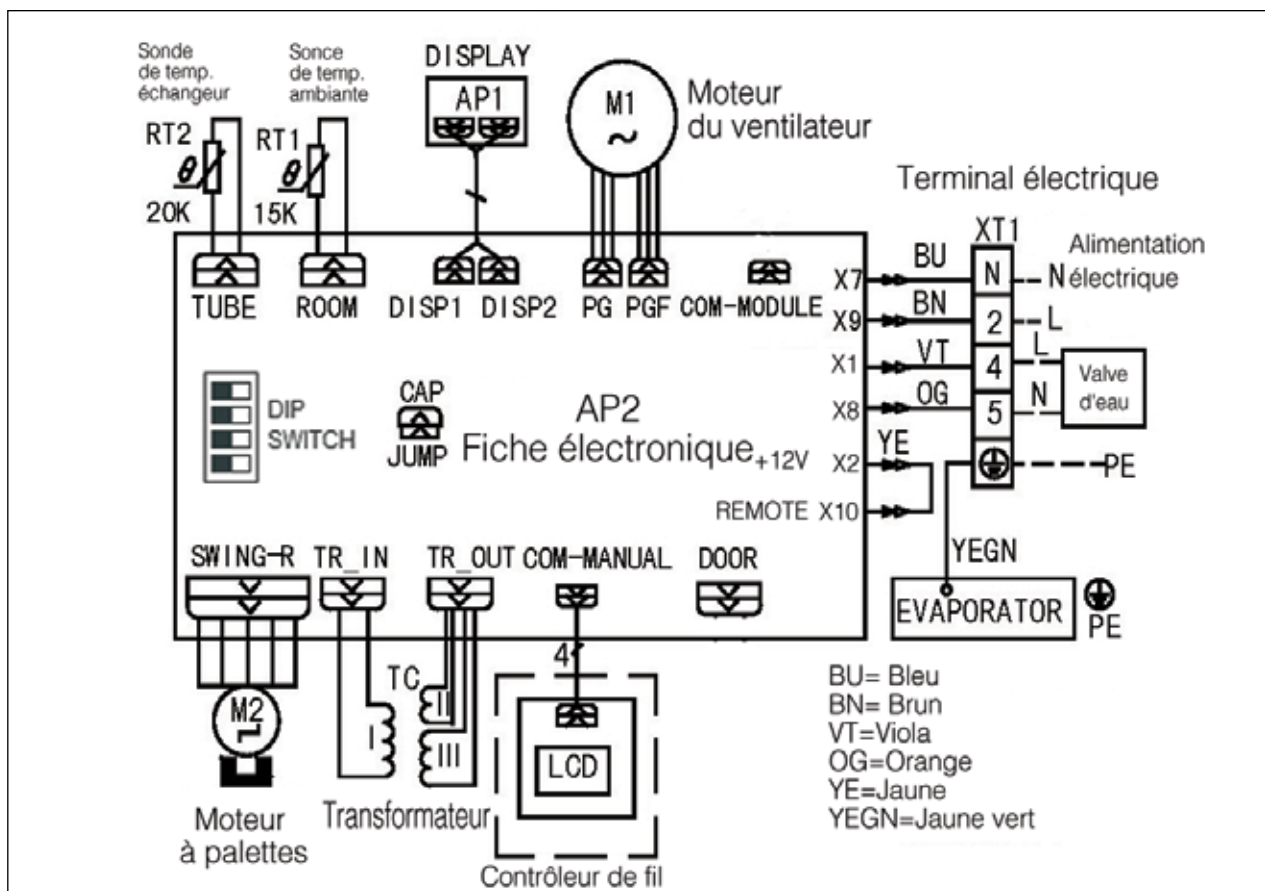 Sonde
de temp.
échangeur
Sonce
de temp.
ambiante
DISPLAY
AP1
M1
~
Moteur
du ventilateur
RT2
θ
20K
RT1
θ
15K
Terminal électrique
XT1
Alimentation
électrique
TUBE
ROOM
DISP1
DISP2
PG
PGF
COM-MODULE
X7
BU
N
N
X9
BN
2
L
X1
VT
4
L
X8
OG
5
N
Valve
d'eau
DIP
SWITCH
CAP
JUMP
AP2
Fiche électronique
+12V
X2
YE
PE
REMOTE
X10
YEGN
EVAPORATOR
PE
SWING-R
TR_IN
TR_OUT
COM-MANUAL
DOOR
4
M2
I
TC
II
III
LCD
Moteur
à palettes
Transformateur
Contrôleur de fil
BU= Bleu
BN= Brun
VT=Viola
OG=Orange
YE=Jaune
YEGN=Jaune vert